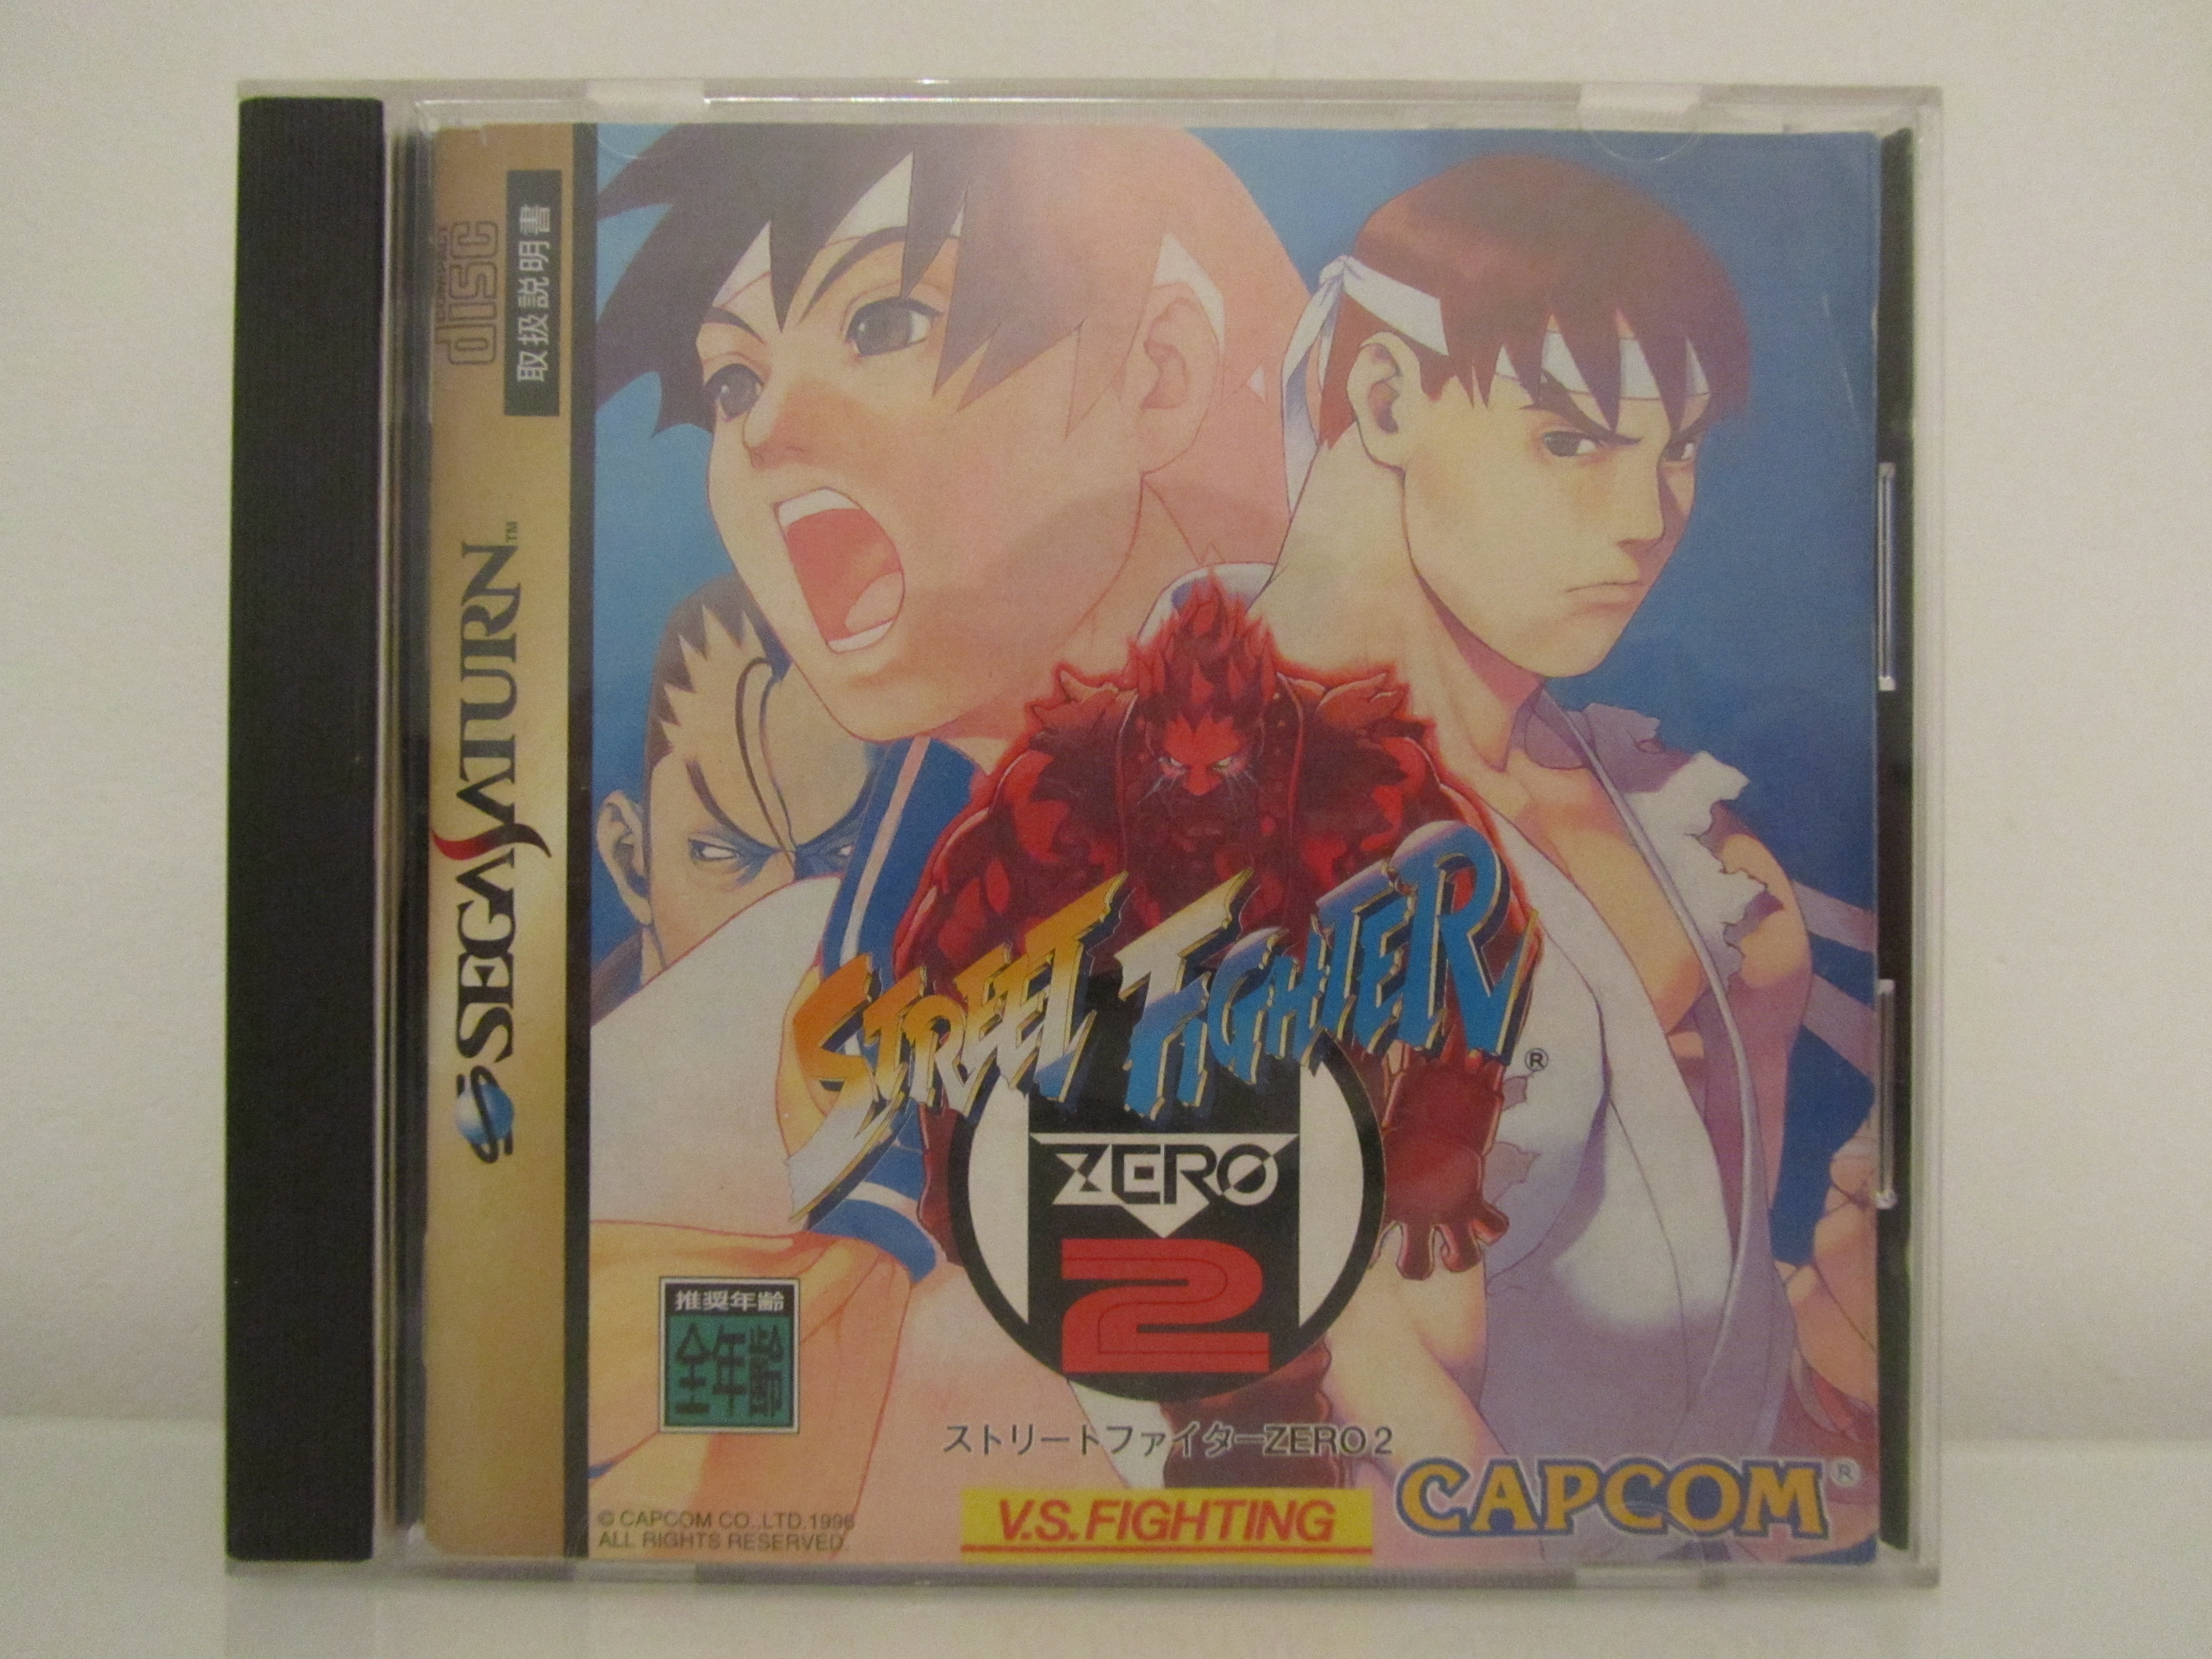 COMPACT
disc
取扱説明書
SEGA SATURN™
STREET FIGHTER®
ZERO
2
推奨年齢
全年齢
ストリートファイターZERO2
© CAPCOM CO.,LTD.1996
ALL RIGHTS RESERVED.
V.S. FIGHTING
CAPCOM®